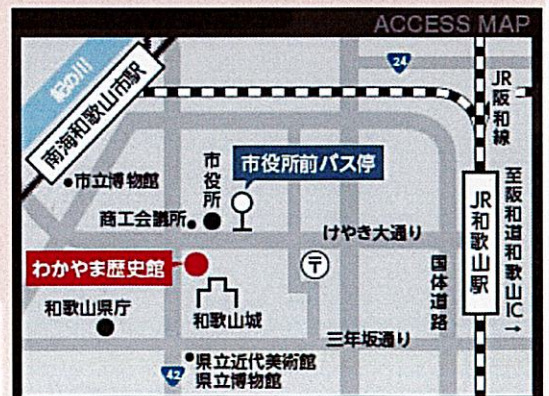 ACCESS MAP
24
紀の川
南海和歌山市駅
JR阪和線
市立博物館
市役所
市役所前バス停
商工会議所
けやき大通り
JR和歌山駅
至阪和道和歌山IC→
わかやま歴史館
〒
国体道路
和歌山県庁
和歌山城
三年坂通り
42
県立近代美術館
県立博物館